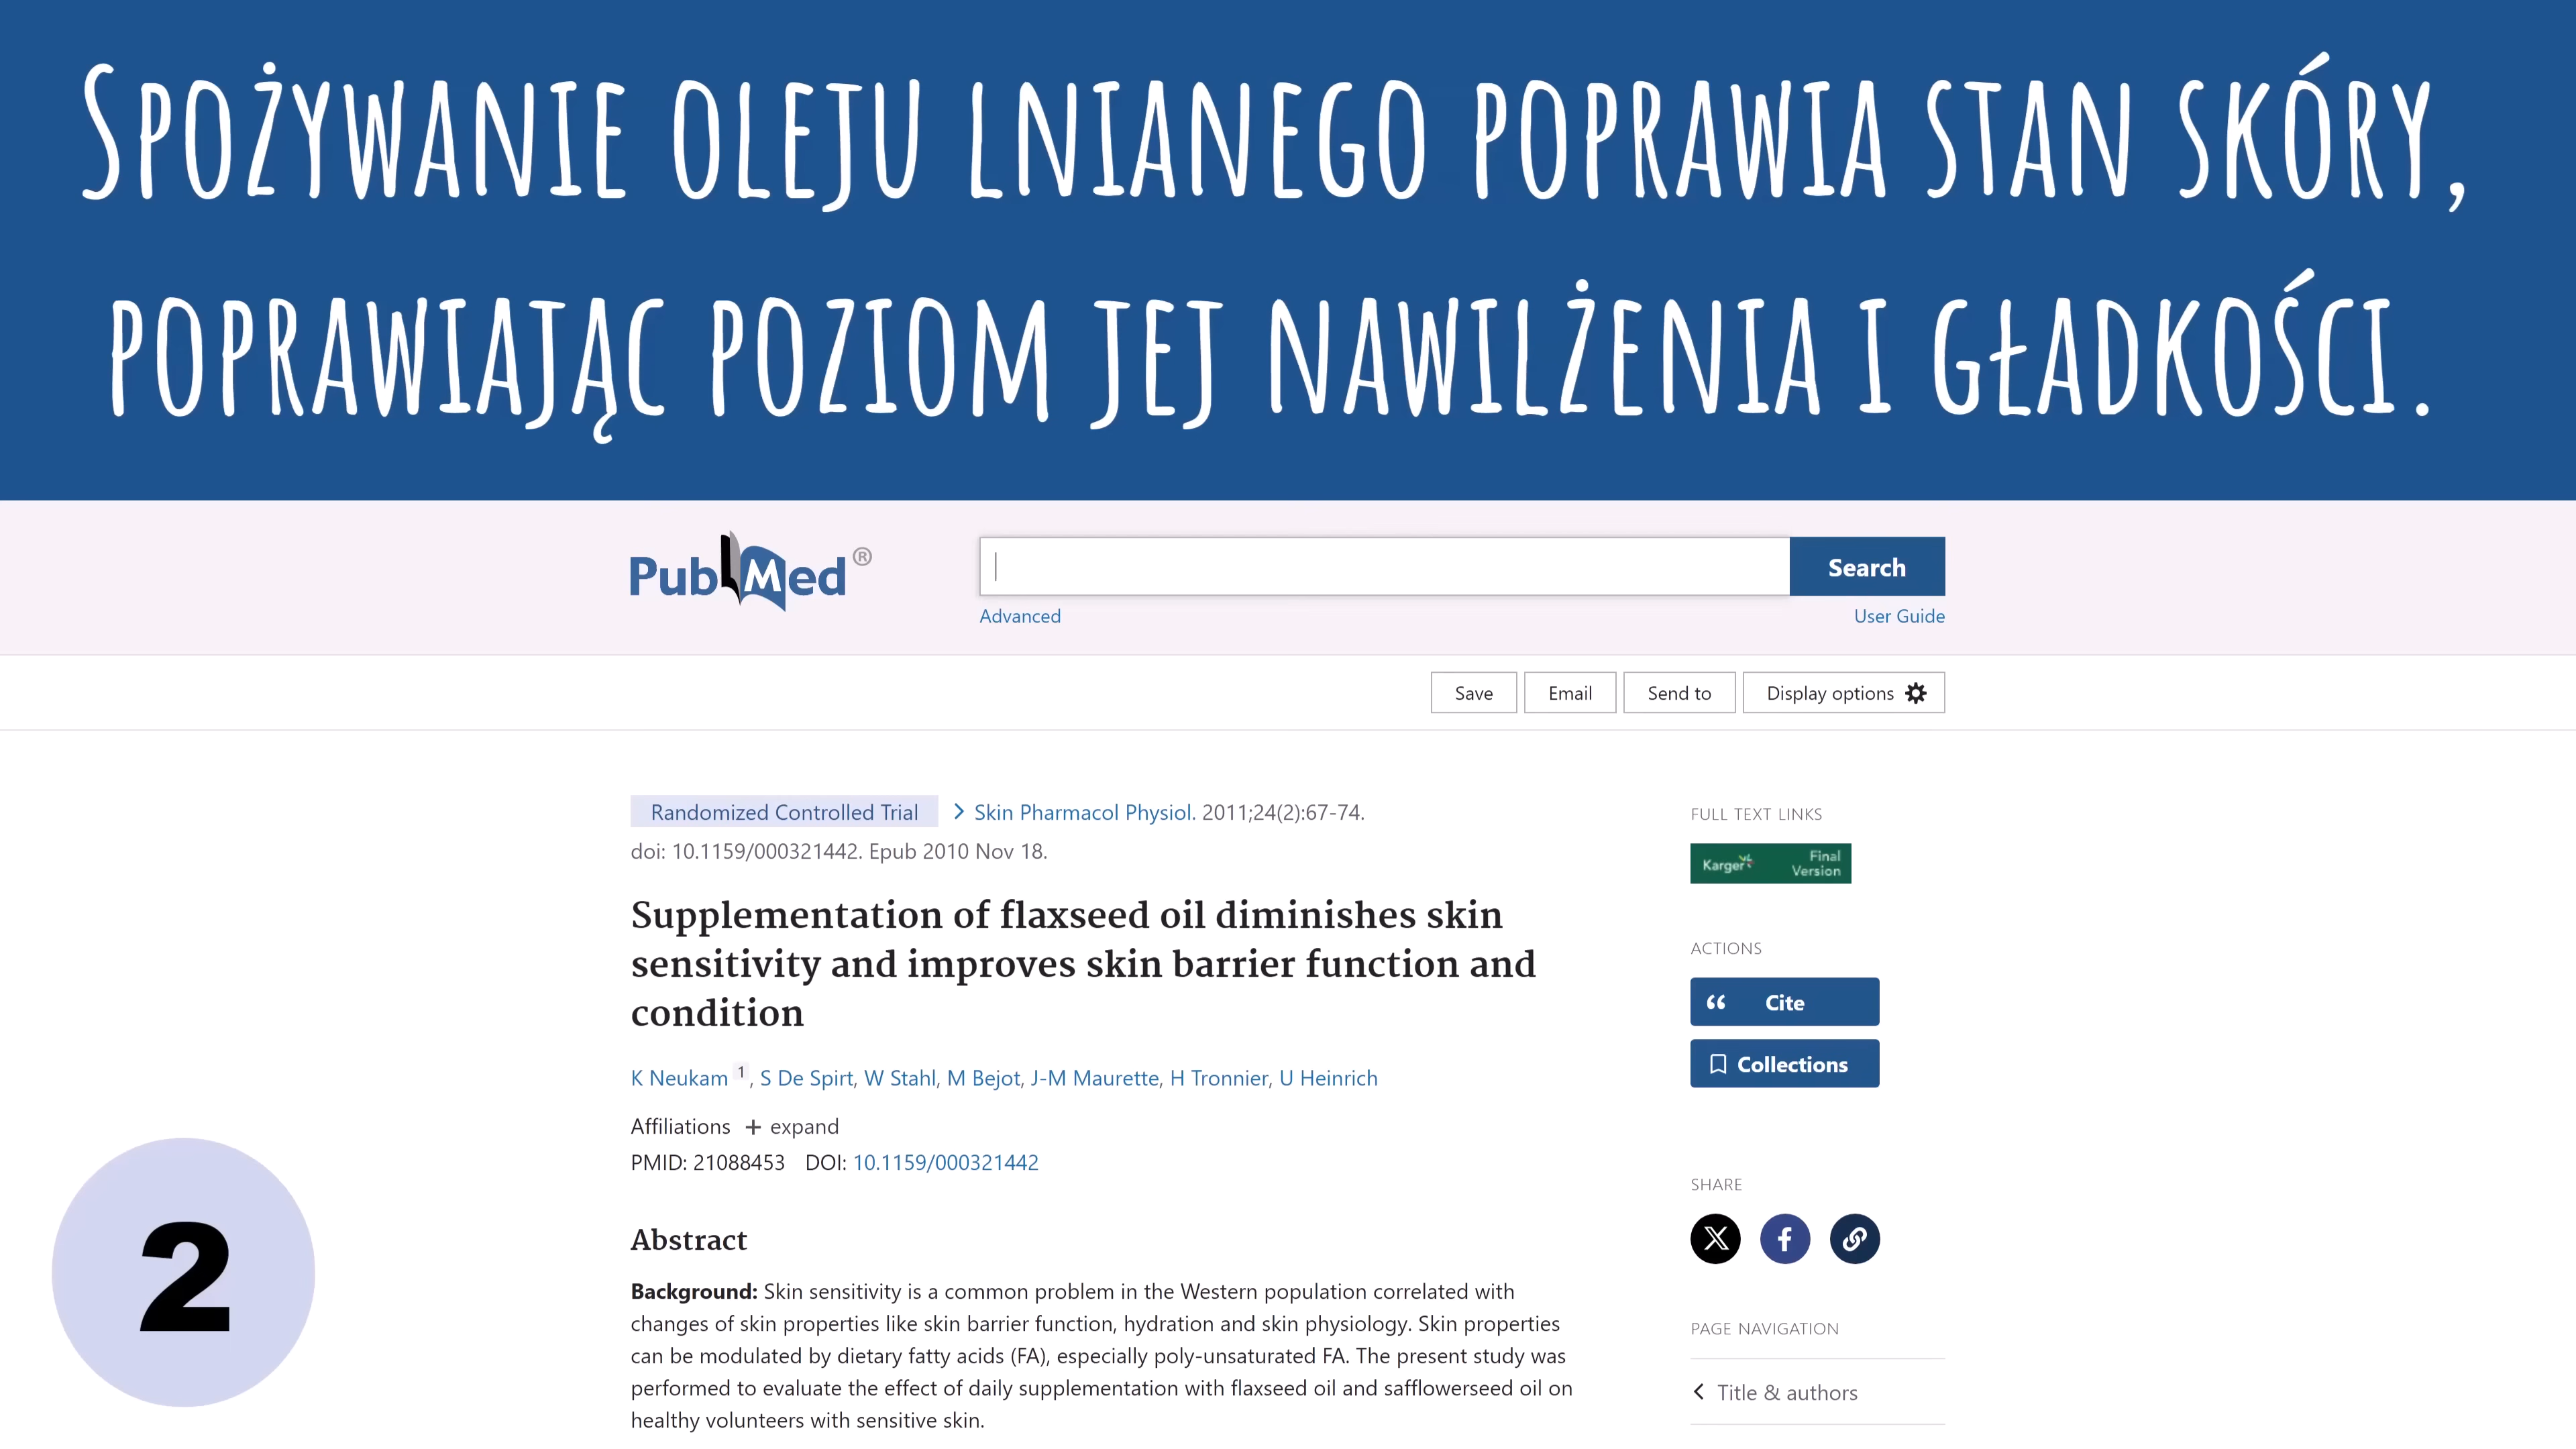 Spożywanie oleju lnianego poprawia stan skóry,
poprawiając poziom jej nawilżenia i gładkości.
PubMed®
Search
Advanced
User Guide
Save
Email
Send to
Display options
Randomized Controlled Trial > Skin Pharmacol Physiol. 2011;24(2):67-74.
doi: 10.1159/000321442. Epub 2010 Nov 18.
Supplementation of flaxseed oil diminishes skin
sensitivity and improves skin barrier function and
condition
K Neukam 1, S De Spirt, W Stahl, M Bejot, J-M Maurette, H Tronnier, U Heinrich
Affiliations + expand
PMID: 21088453 DOI: 10.1159/000321442
Abstract
Background: Skin sensitivity is a common problem in the Western population correlated with
changes of skin properties like skin barrier function, hydration and skin physiology. Skin properties
can be modulated by dietary fatty acids (FA), especially poly-unsaturated FA. The present study was
performed to evaluate the effect of daily supplementation with flaxseed oil and safflowerseed oil on
healthy volunteers with sensitive skin.
FULL TEXT LINKS
Karger Final
Version
ACTIONS
Cite
Collections
SHARE
PAGE NAVIGATION
Title & authors
2